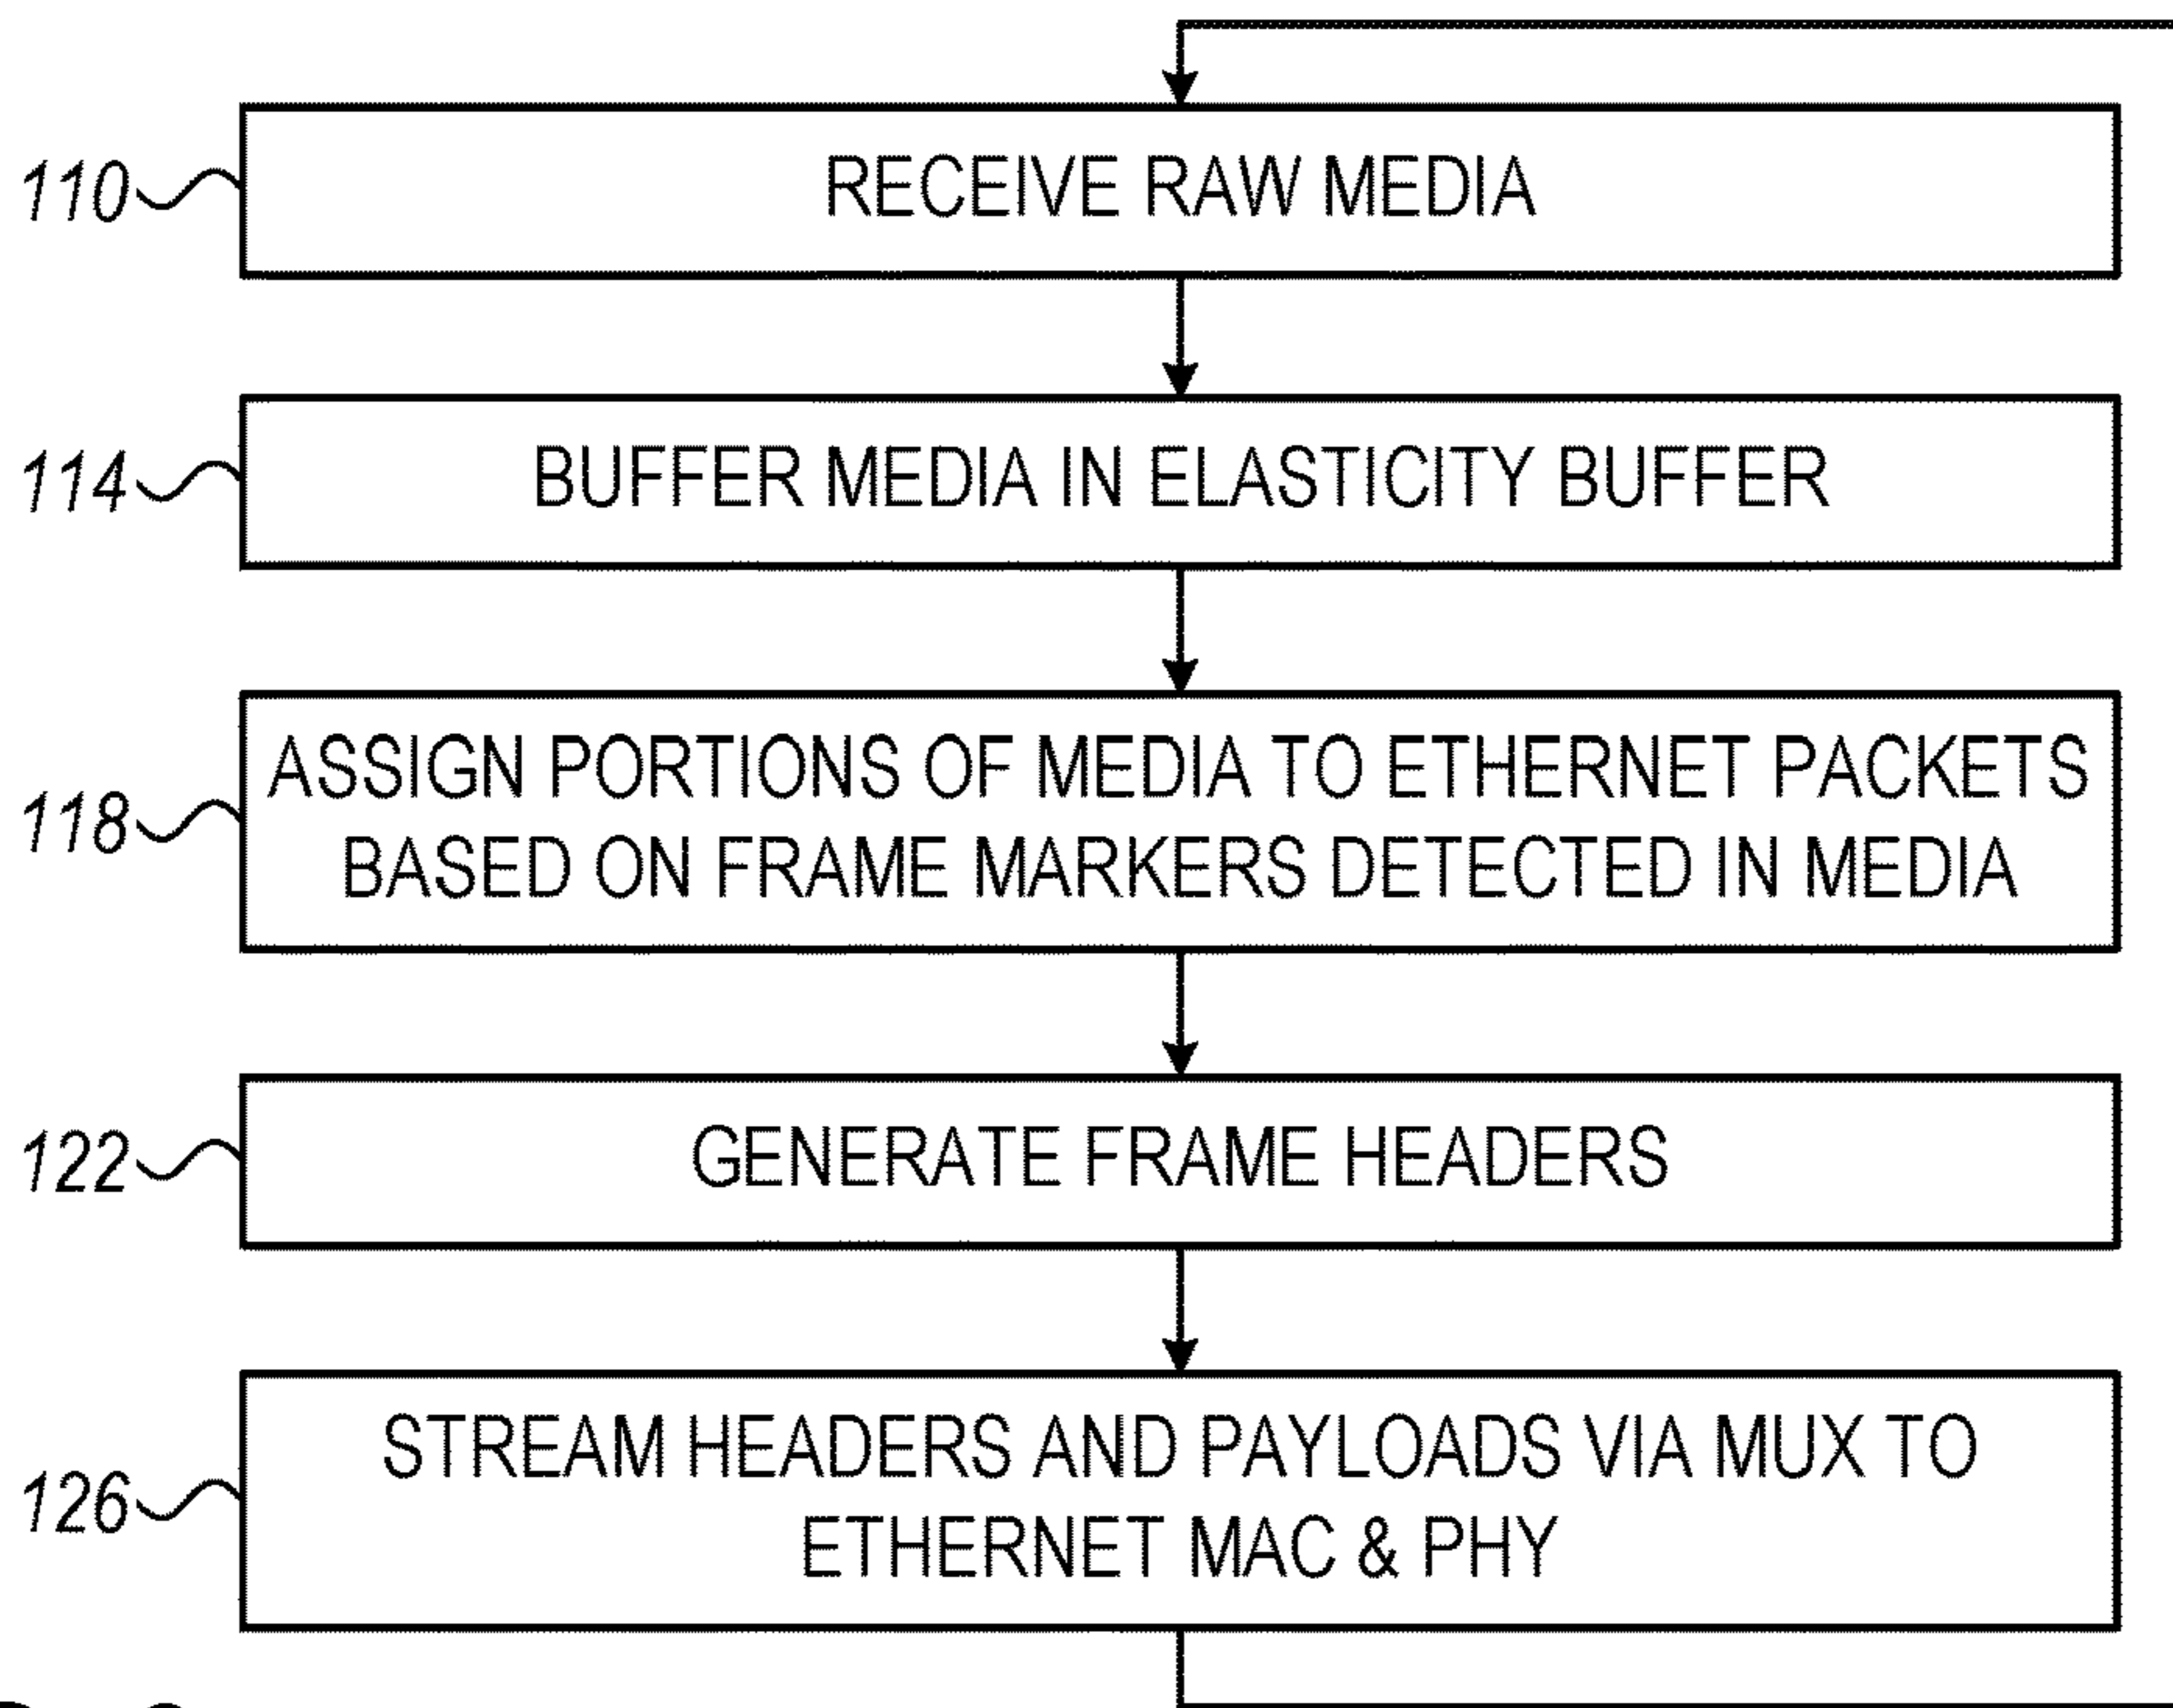 110
RECEIVE RAW MEDIA
114
BUFFER MEDIA IN ELASTICITY BUFFER
118
ASSIGN PORTIONS OF MEDIA TO ETHERNET PACKETS
BASED ON FRAME MARKERS DETECTED IN MEDIA
122
GENERATE FRAME HEADERS
126
STREAM HEADERS AND PAYLOADS VIA MUX TO
ETHERNET MAC & PHY